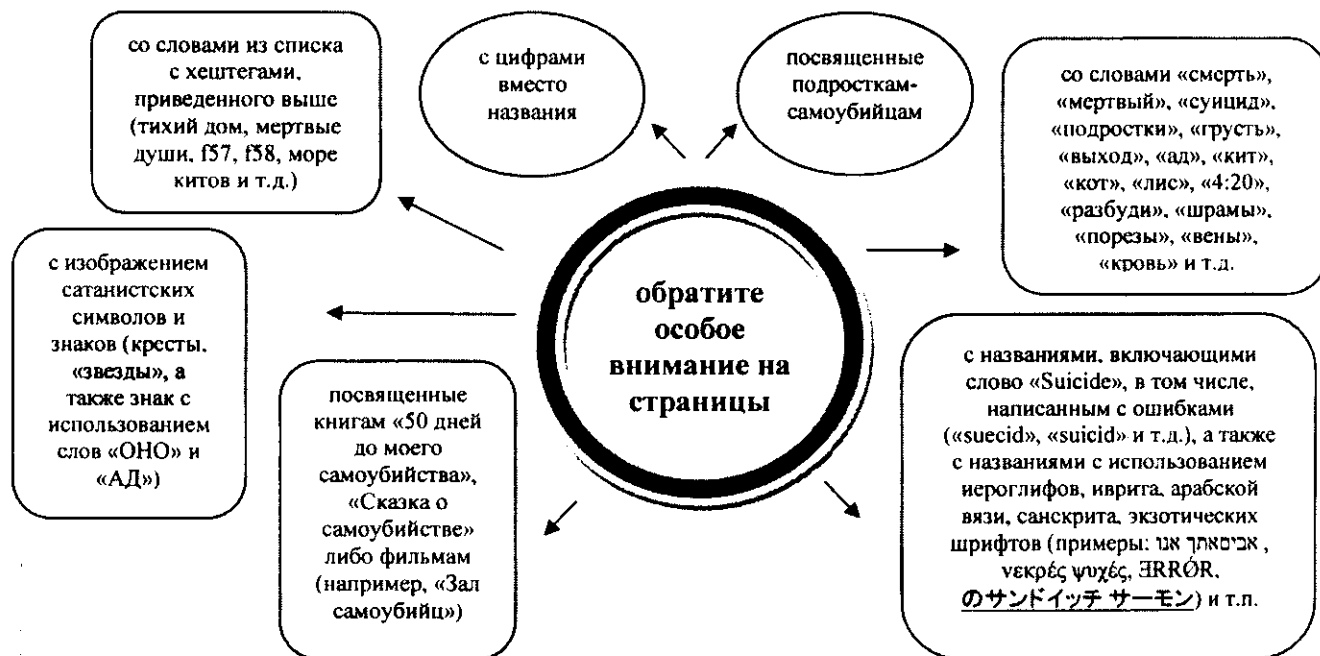 со словами из списка
с хештегами,
приведенного выше
(тихий дом, мертвые
души, f57, f58, море
китов и т.д.)
с цифрами
вместо
названия
посвященные
подросткам-
самоубийцам
со словами «смерть»,
«мертвый», «суицид»,
«подростки», «грусть»,
«выход», «ад», «кит»,
«кот», «лис», «4:20»,
«разбуди», «шрамы»,
«порезы», «вены»,
«кровь» и т.д.
с изображением
сатанистских
символов и
знаков (кресты,
«звезды», а
также знак с
использованием
слов «ОНО» и
«АД»)
обратите
особое
внимание на
страницы
посвященные
книгам «50 дней
до моего
самоубийства»,
«Сказка о
самоубийстве»
либо фильмам
(например, «Зал
самоубийц»)
с названиями, включающими
слово «Suicide», в том числе,
написанным с ошибками
(«suecid», «suicid» и т.д.), а также
с названиями с использованием
иероглифов, иврита, арабской
вязи, санскрита, экзотических
шрифтов (примеры: אביםאתך אנו ,
νεκρές ψυχές, ƎRRÓR,
のサンドイッチ サーモン) и т.п.